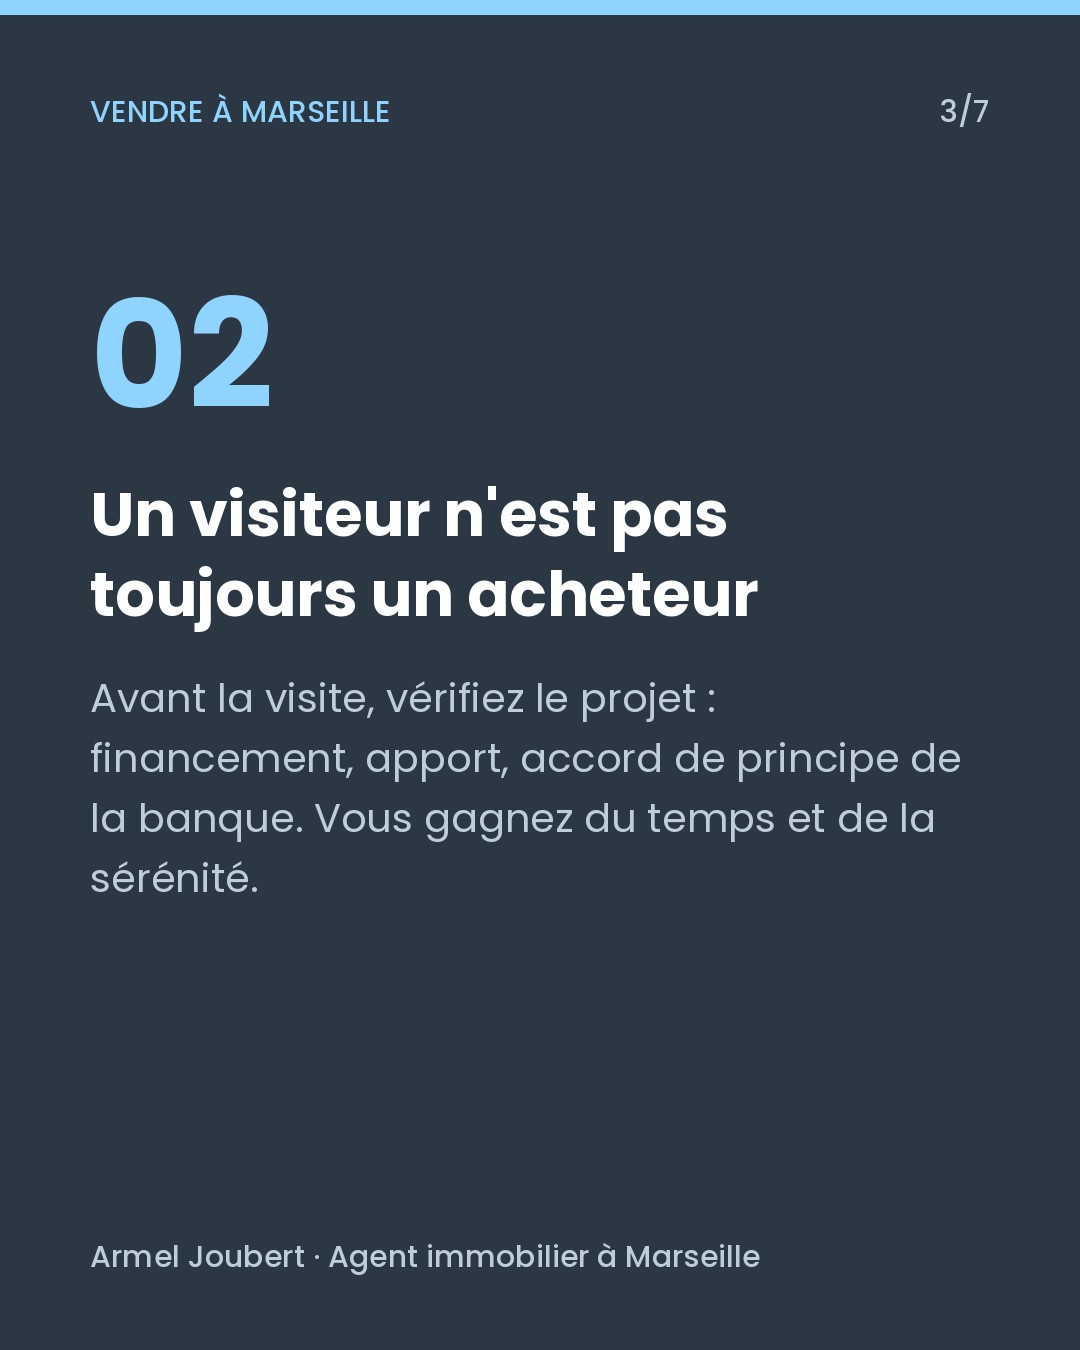 VENDRE À MARSEILLE
3/7
02
Un visiteur n'est pas
toujours un acheteur
Avant la visite, vérifiez le projet :
financement, apport, accord de principe de
la banque. Vous gagnez du temps et de la
sérénité.
Armel Joubert · Agent immobilier à Marseille